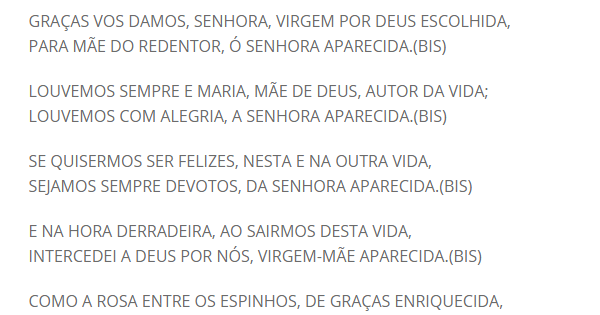 GRAÇAS VOS DAMOS, SENHORA, VIRGEM POR DEUS ESCOLHIDA,
PARA MÃE DO REDENTOR, Ó SENHORA APARECIDA.(BIS)
LOUVEMOS SEMPRE E MARIA, MÃE DE DEUS, AUTOR DA VIDA;
LOUVEMOS COM ALEGRIA, A SENHORA APARECIDA.(BIS)
SE QUISERMOS SER FELIZES, NESTA E NA OUTRA VIDA,
SEJAMOS SEMPRE DEVOTOS, DA SENHORA APARECIDA.(BIS)
E NA HORA DERRADEIRA, AO SAIRMOS DESTA VIDA,
INTERCEDEI A DEUS POR NÓS, VIRGEM-MÃE APARECIDA.(BIS)
COMO A ROSA ENTRE OS ESPINHOS, DE GRAÇAS ENRIQUECIDA,